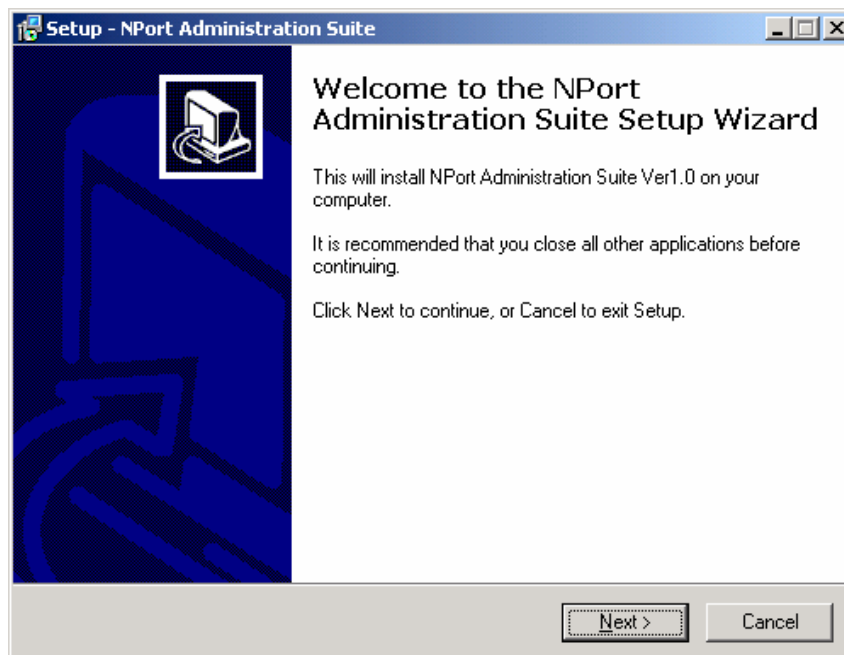 Setup - NPort Administration Suite
Welcome to the NPort
Administration Suite Setup Wizard
This will install NPort Administration Suite Ver1.0 on your
computer.
It is recommended that you close all other applications before
continuing.
Click Next to continue, or Cancel to exit Setup.
Next >
Cancel